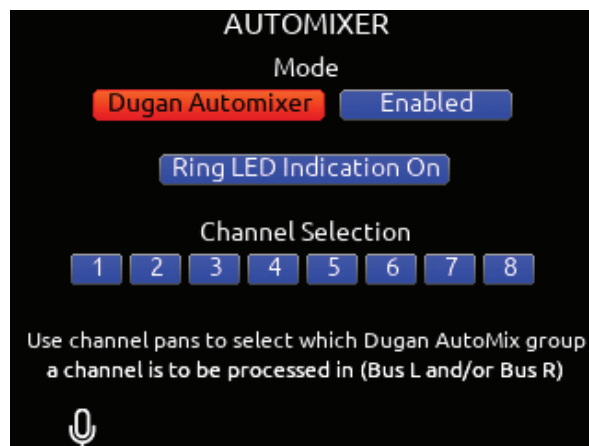 AUTOMIXER
Mode
Dugan Automixer Enabled
Ring LED Indication On
Channel Selection
1 2 3 4 5 6 7 8
Use channel pans to select which Dugan AutoMix group
a channel is to be processed in (Bus L and/or Bus R)